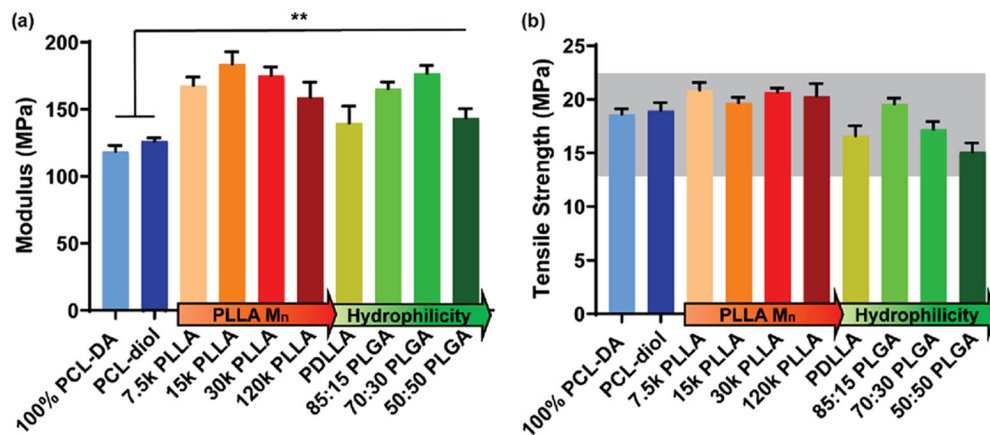 (a)
**
Modulus (MPa)
200
150
100
50
0
PLLA Mn
Hydrophilicity
100% PCL-DA
PCL-diol
7.5k PLLA
15k PLLA
30k PLLA
120k PLLA
PDLLA
85:15 PLGA
70:30 PLGA
50:50 PLGA
(b)
Tensile Strength (MPa)
25
20
15
10
5
0
PLLA Mn
Hydrophilicity
100% PCL-DA
PCL-diol
7.5k PLLA
15k PLLA
30k PLLA
120k PLLA
PDLLA
85:15 PLGA
70:30 PLGA
50:50 PLGA